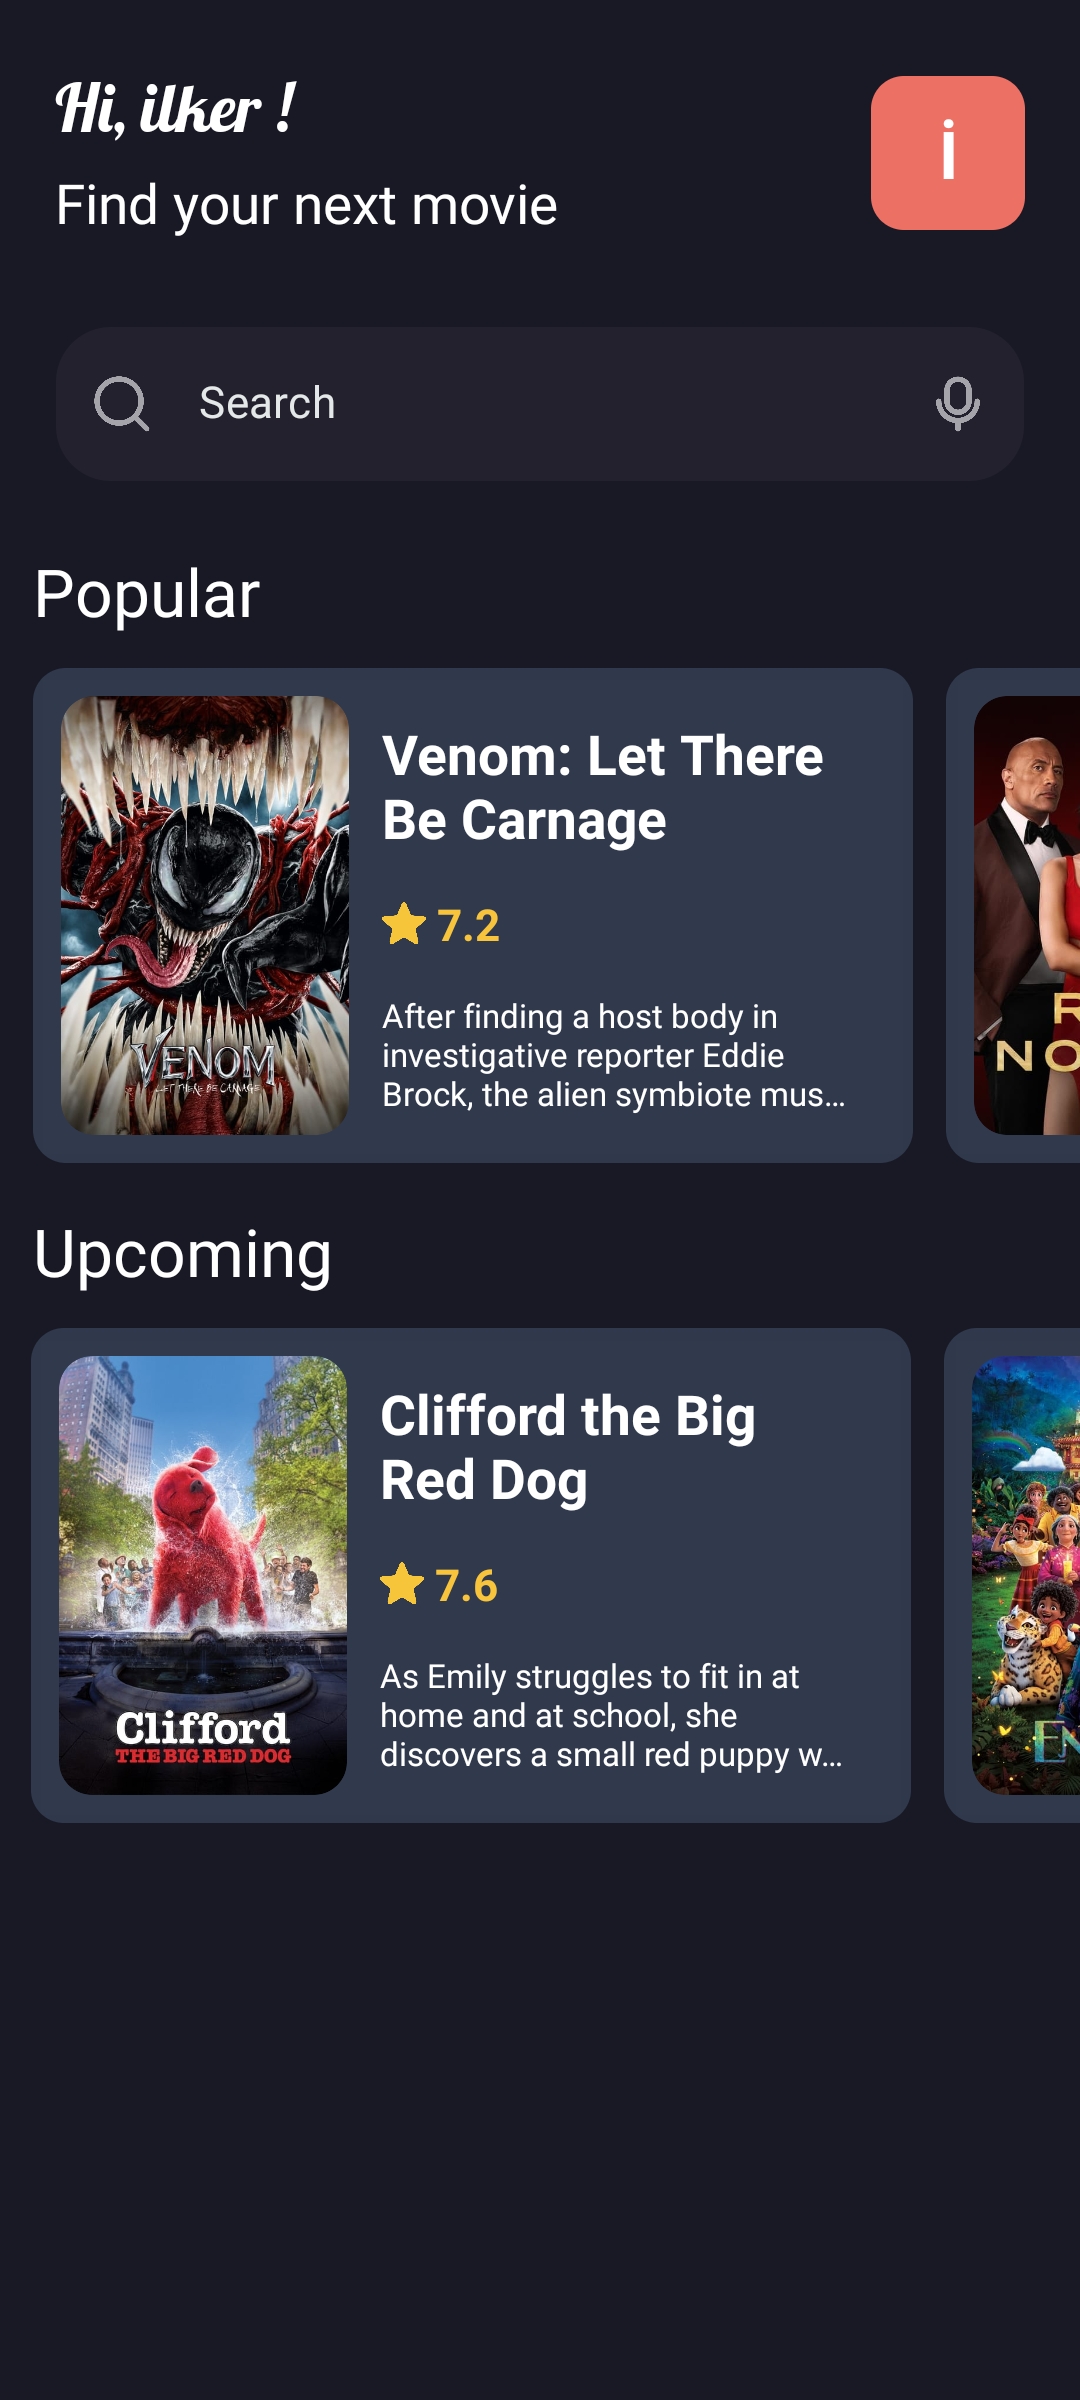 Hi, ilker !
i
Find your next movie
Search
Popular
Venom: Let There
Be Carnage
7.2
After finding a host body in
investigative reporter Eddie
Brock, the alien symbiote mus...
VENOM
LET THERE BE CARNAGE
R
NO
Upcoming
Clifford the Big
Red Dog
7.6
As Emily struggles to fit in at
home and at school, she
discovers a small red puppy w...
Clifford
THE BIG RED DOG
EN